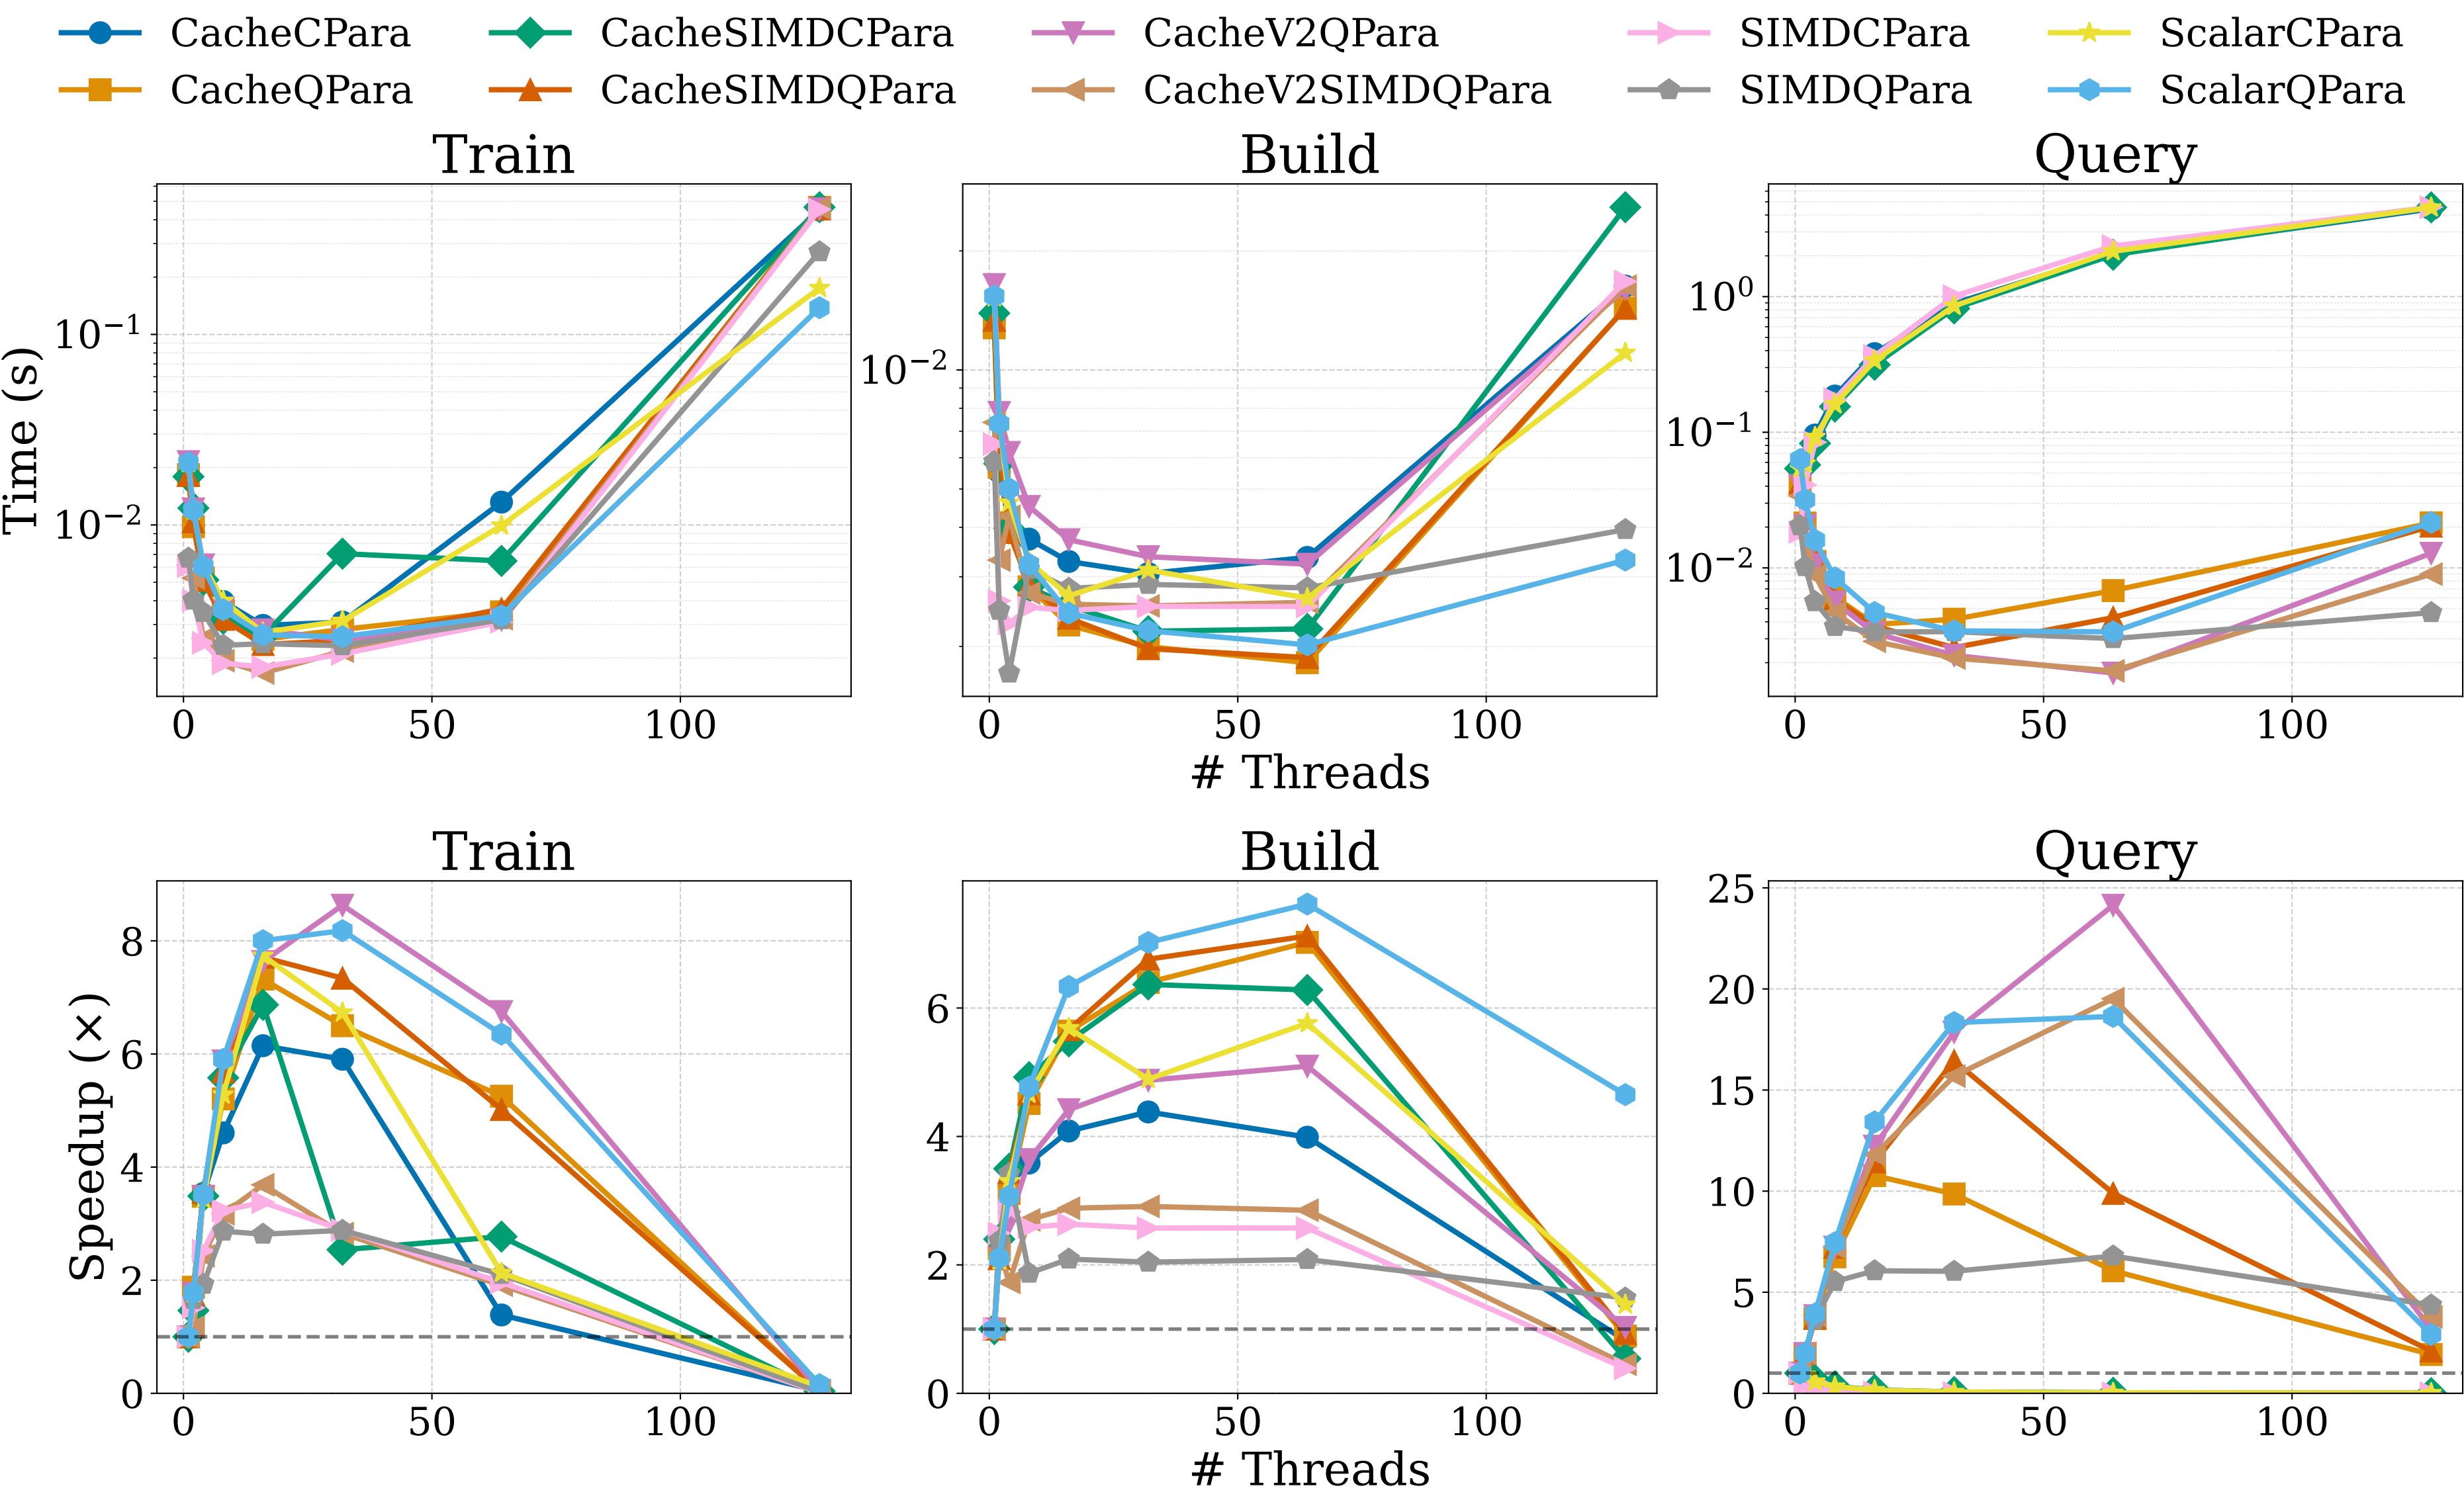 CacheCPara CacheSIMDCPara CacheV2QPara SIMDCPara ScalarCPara
CacheQPara CacheSIMDQPara CacheV2SIMDQPara SIMDQPara ScalarQPara
Train Build Query
Time (s)
10⁻¹
10⁻²
0 50 100
10⁻²
0 50 100
10⁰
10⁻¹
10⁻²
0 50 100
# Threads
Train Build Query
Speedup (×)
8
6
4
2
0
0 50 100
6
4
2
0
0 50 100
25
20
15
10
5
0
0 50 100
# Threads